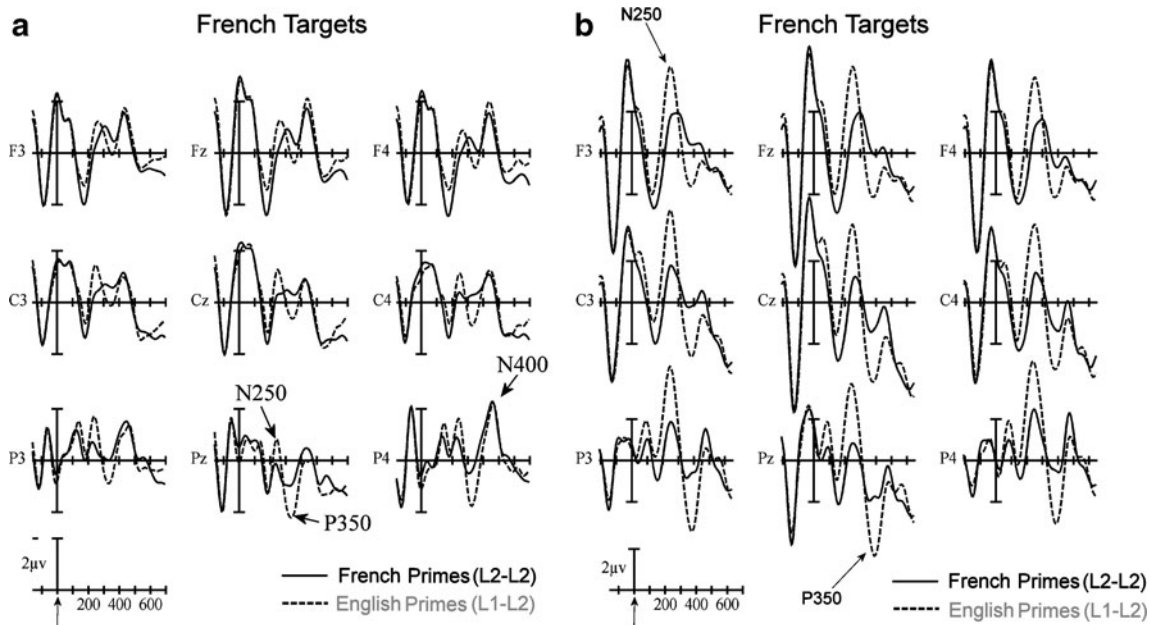 a French Targets
F3 Fz F4
C3 Cz C4
N400
N250
P3 Pz P4
P350
2μv
200 400 600
French Primes (L2-L2)
English Primes (L1-L2)
b French Targets
N250
F3 Fz F4
C3 Cz C4
P3 Pz P4
2μv
200 400 600
P350
French Primes (L2-L2)
English Primes (L1-L2)